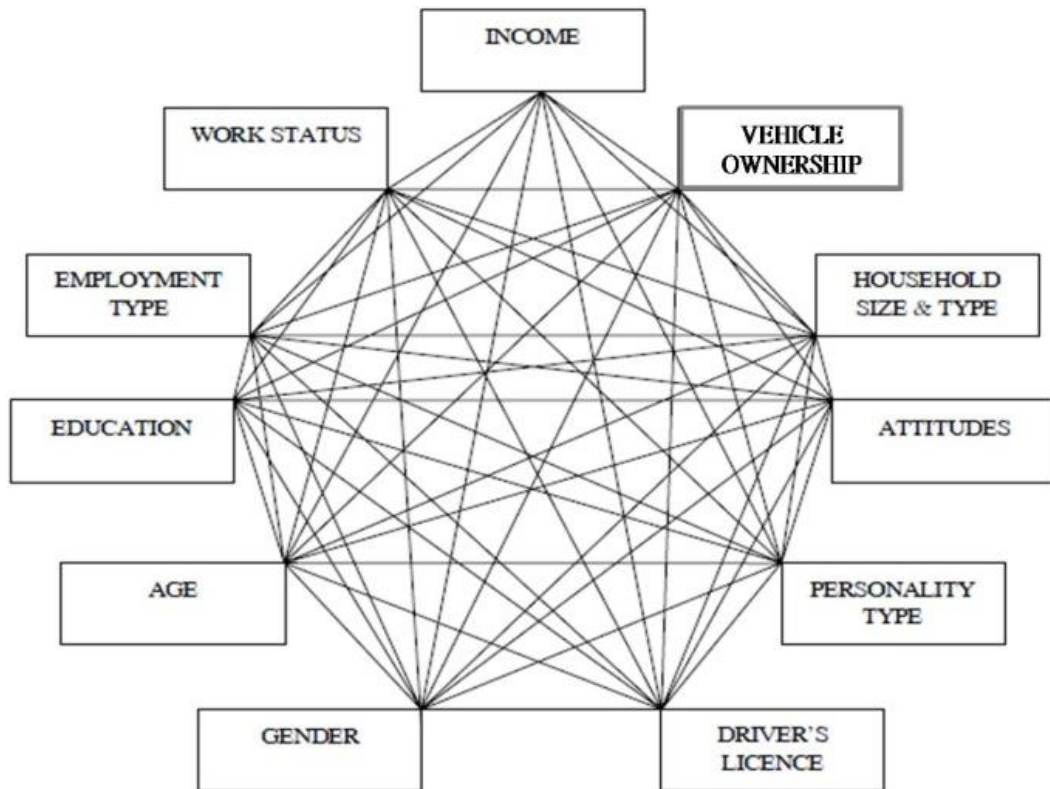 INCOME
WORK STATUS
VEHICLE
OWNERSHIP
EMPLOYMENT
TYPE
HOUSEHOLD
SIZE & TYPE
EDUCATION
ATTITUDES
AGE
PERSONALITY
TYPE
GENDER
DRIVER'S
LICENCE